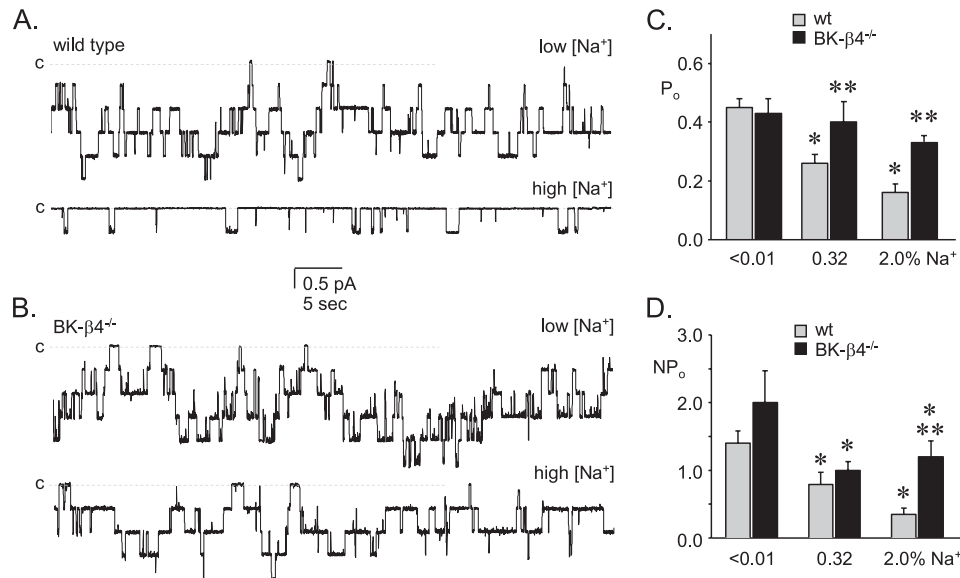 A.
wild type
low [Na⁺]
c
high [Na⁺]
c
0.5 pA
5 sec
B.
BK-β4⁻/⁻
low [Na⁺]
c
high [Na⁺]
c
C.
wt
BK-β4⁻/⁻
0.6
Pₒ
0.4
0.2
0.0
* ** * **
<0.01 0.32 2.0% Na⁺
D.
wt
BK-β4⁻/⁻
3.0
NPₒ
2.0
1.0
0.0
* * * * **
<0.01 0.32 2.0% Na⁺